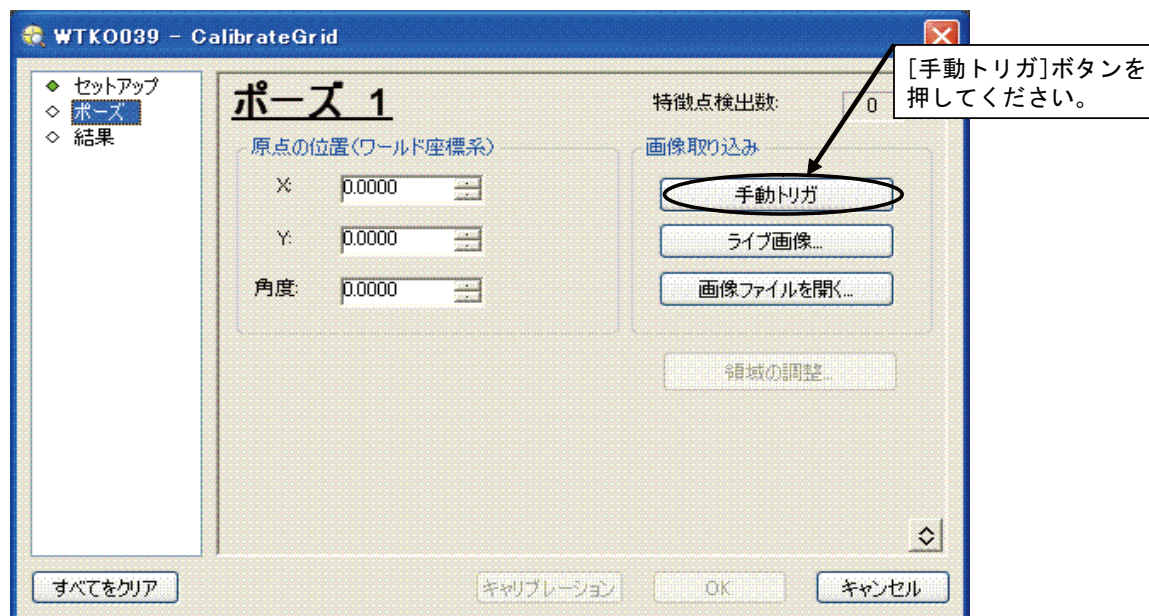 WTKO039 - CalibrateGrid
[手動トリガ]ボタンを
押してください。
セットアップ
ポーズ
結果
ポーズ 1
特徴点検出数:
0
原点の位置(ワールド座標系)
X:
0.0000
Y:
0.0000
角度:
0.0000
画像取り込み
手動トリガ
ライブ画像...
画像ファイルを開く...
領域の調整...
すべてをクリア
キャリブレーション
OK
キャンセル